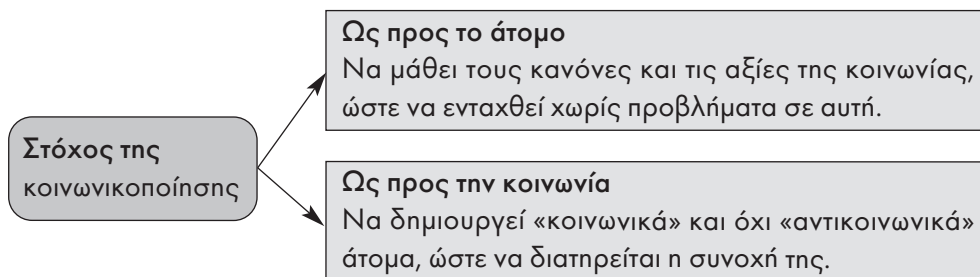 Ως προς το άτομο
Να μάθει τους κανόνες και τις αξίες της κοινωνίας,
ώστε να ενταχθεί χωρίς προβλήματα σε αυτή.
Στόχος της
κοινωνικοποίησης
Ως προς την κοινωνία
Να δημιουργεί «κοινωνικά» και όχι «αντικοινωνικά»
άτομα, ώστε να διατηρείται η συνοχή της.